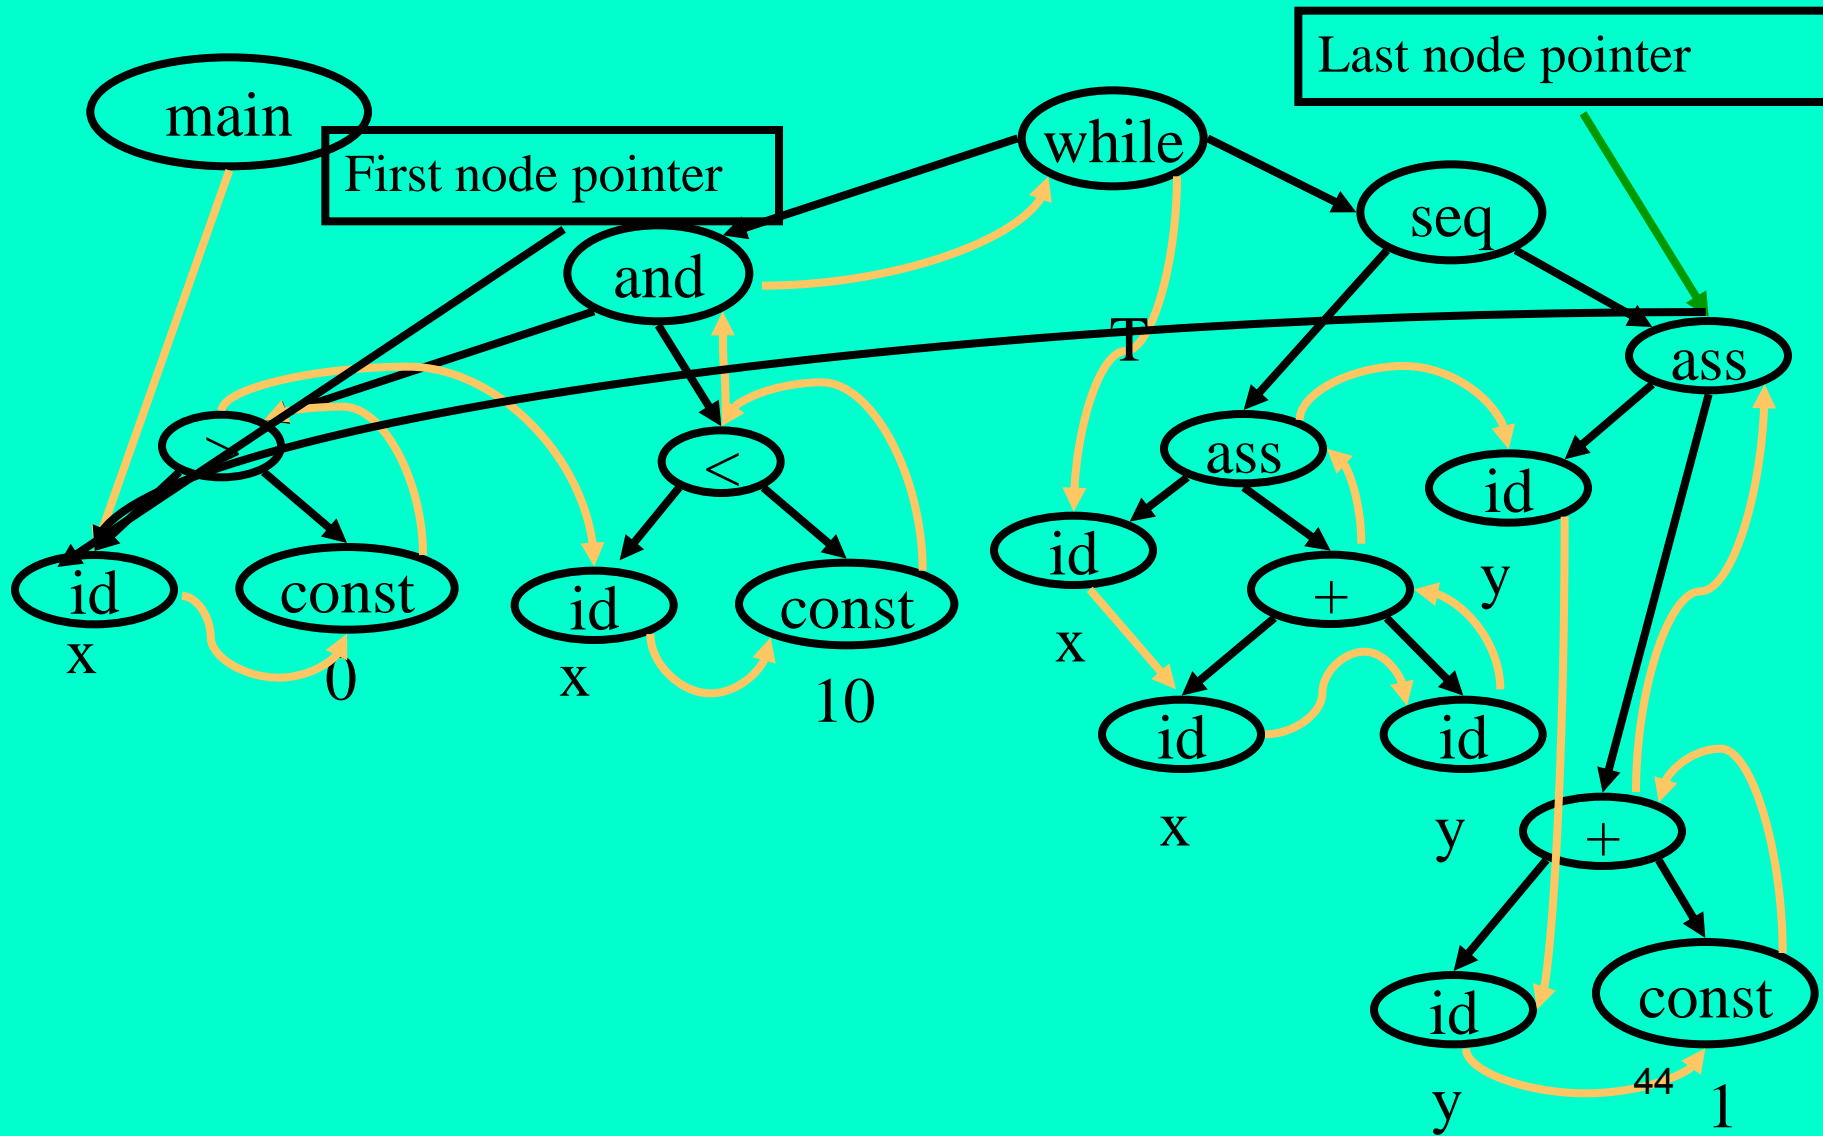 Last node pointer
main
while
First node pointer
seq
and
T
ass
>
<
ass
id
id
const
id
const
id
+
y
x
0
x
10
x
id
id
x
y
+
id
const
44
y
1